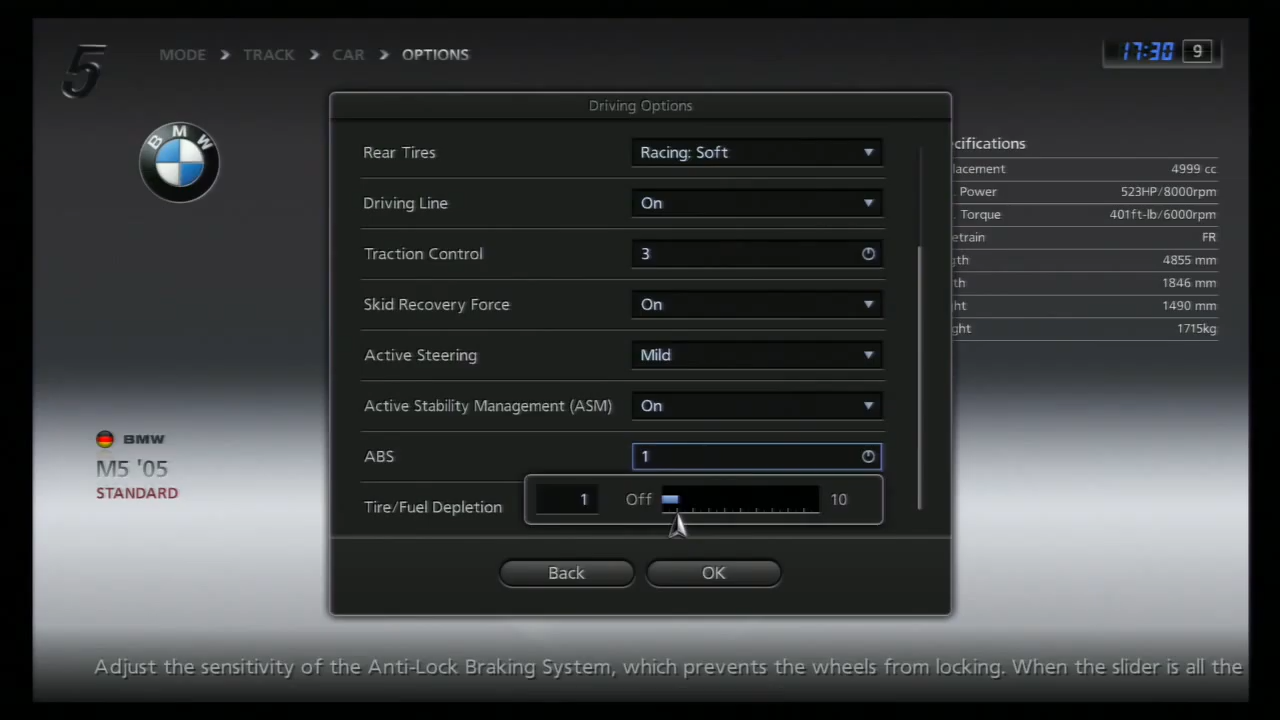 5 MODE TRACK CAR OPTIONS 17:30 9
Driving Options
BMW
Rear Tires Racing: Soft
Driving Line On
Traction Control 3
Skid Recovery Force On
Active Steering Mild
Active Stability Management (ASM) On
ABS 1
1 Off 10
Tire/Fuel Depletion
Back OK
cifications
lacement 4999 cc
Power 523HP/8000rpm
Torque 401ft-lb/6000rpm
etrain FR
gth 4855 mm
th 1846 mm
ht 1490 mm
ght 1715kg
BMW
M5 '05
STANDARD
Adjust the sensitivity of the Anti-Lock Braking System, which prevents the wheels from locking. When the slider is all the